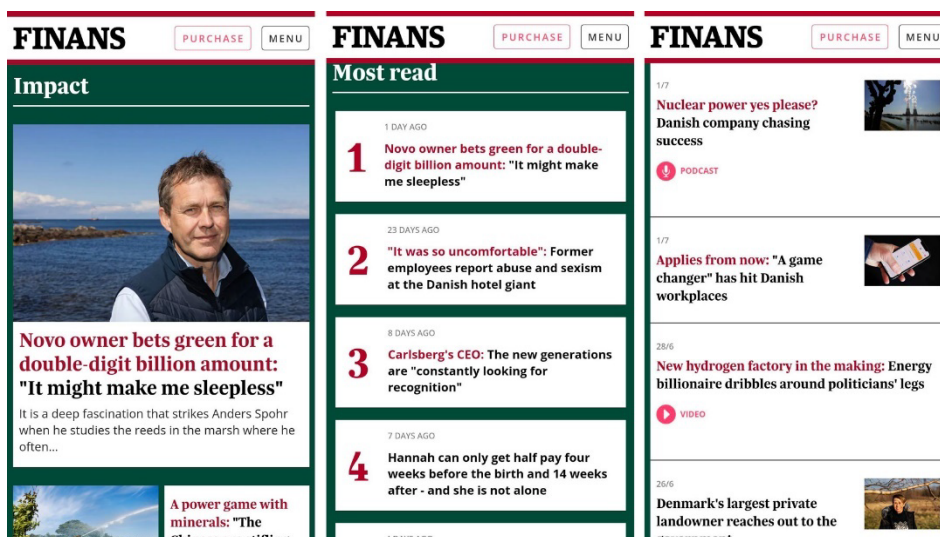 FINANS
PURCHASE
MENU
Impact
Novo owner bets green for a
double-digit billion amount:
"It might make me sleepless"
It is a deep fascination that strikes Anders Spohr
when he studies the reeds in the marsh where he
often...
A power game with
minerals: "The
FINANS
PURCHASE
MENU
Most read
1 DAY AGO
1
Novo owner bets green for a double-
digit billion amount: "It might make
me sleepless"
23 DAYS AGO
2
"It was so uncomfortable": Former
employees report abuse and sexism
at the Danish hotel giant
8 DAYS AGO
3
Carlsberg's CEO: The new generations
are "constantly looking for
recognition"
7 DAYS AGO
4
Hannah can only get half pay four
weeks before the birth and 14 weeks
after - and she is not alone
FINANS
PURCHASE
MENU
1/7
Nuclear power yes please?
Danish company chasing
success
PODCAST
1/7
Applies from now: "A game
changer" has hit Danish
workplaces
28/6
New hydrogen factory in the making: Energy
billionaire dribbles around politicians' legs
VIDEO
26/6
Denmark's largest private
landowner reaches out to the